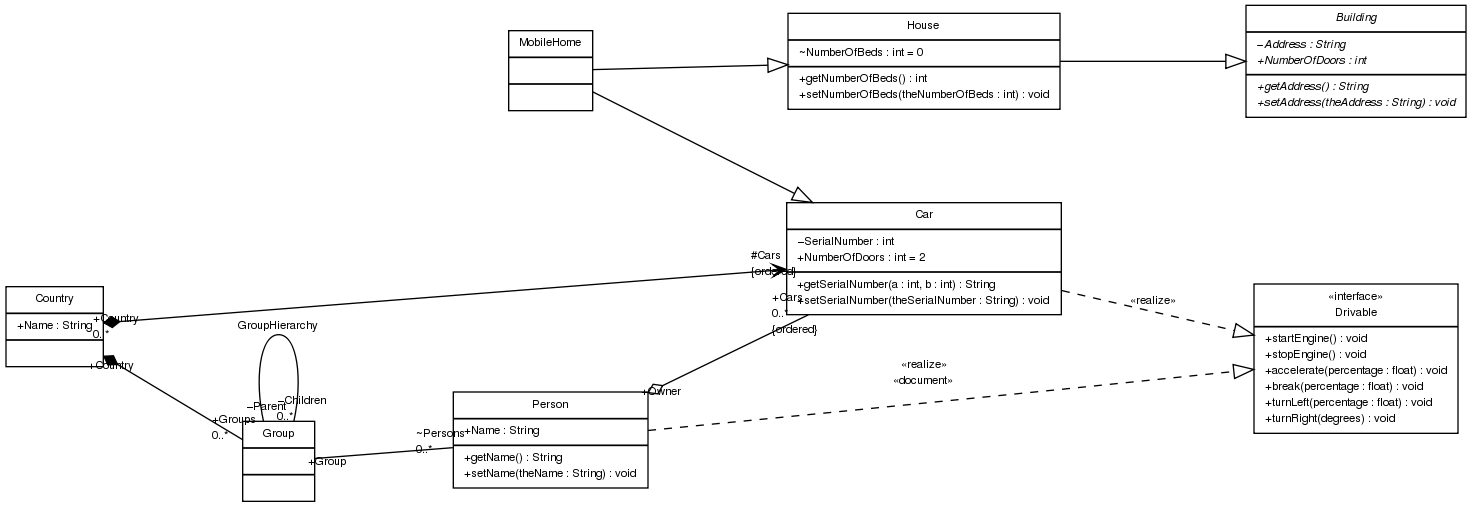 MobileHome
House
~NumberOfBeds : int = 0
+getNumberOfBeds() : int
+setNumberOfBeds(theNumberOfBeds : int) : void
Building
−Address : String
+NumberOfDoors : int
+getAddress() : String
+setAddress(theAddress : String) : void
Car
−SerialNumber : int
+NumberOfDoors : int = 2
+getSerialNumber(a : int, b : int) : String
+setSerialNumber(theSerialNumber : String) : void
#Cars
{ordered}
+Cars
0..*
{ordered}
Country
+Name : String
+Country
0..*
+Country
GroupHierarchy
−Parent
−Children
0..*
+Groups
0..*
Group
+Group
~Persons
0..*
Person
+Name : String
+getName() : String
+setName(theName : String) : void
+Owner
«realize»
«realize»
«document»
«interface»
Drivable
+startEngine() : void
+stopEngine() : void
+accelerate(percentage : float) : void
+break(percentage : float) : void
+turnLeft(percentage : float) : void
+turnRight(degrees) : void